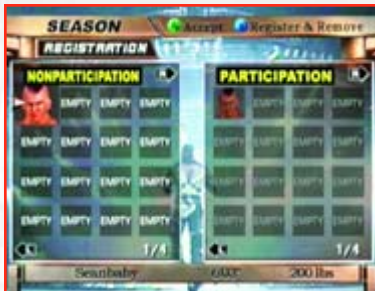 SEASON Accept Register & Remove
REGISTRATION
NONPARTICIPATION R
EMPTY EMPTY EMPTY
EMPTY EMPTY EMPTY EMPTY
EMPTY EMPTY EMPTY EMPTY
EMPTY EMPTY EMPTY EMPTY
1/4
PARTICIPATION R
EMPTY EMPTY EMPTY
EMPTY EMPTY EMPTY EMPTY
EMPTY EMPTY EMPTY EMPTY
EMPTY EMPTY EMPTY EMPTY
1/4
Seanbaby 200 lbs